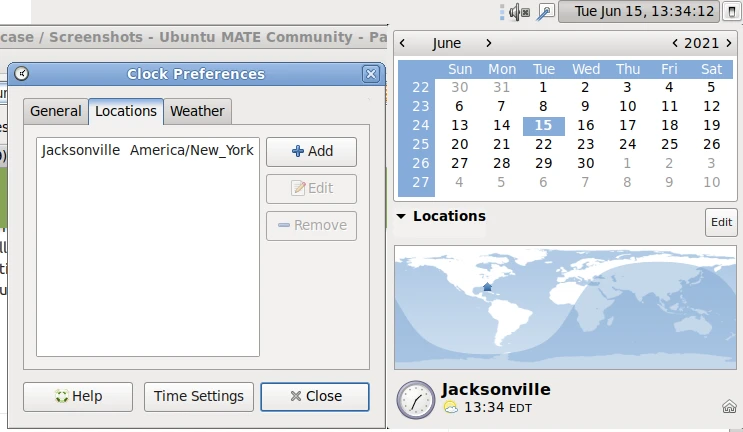 Tue Jun 15, 13:34:12
case / Screenshots - Ubuntu MATE Community - Pa
Clock Preferences
General Locations Weather
Jacksonville America/New_York
Add
Edit
Remove
Help Time Settings Close
June 2021
Sun Mon Tue Wed Thu Fri Sat
22 30 31 1 2 3 4 5
23 6 7 8 9 10 11 12
24 13 14 15 16 17 18 19
25 20 21 22 23 24 25 26
26 27 28 29 30 1 2 3
27 4 5 6 7 8 9 10
Locations Edit
Jacksonville
13:34 EDT